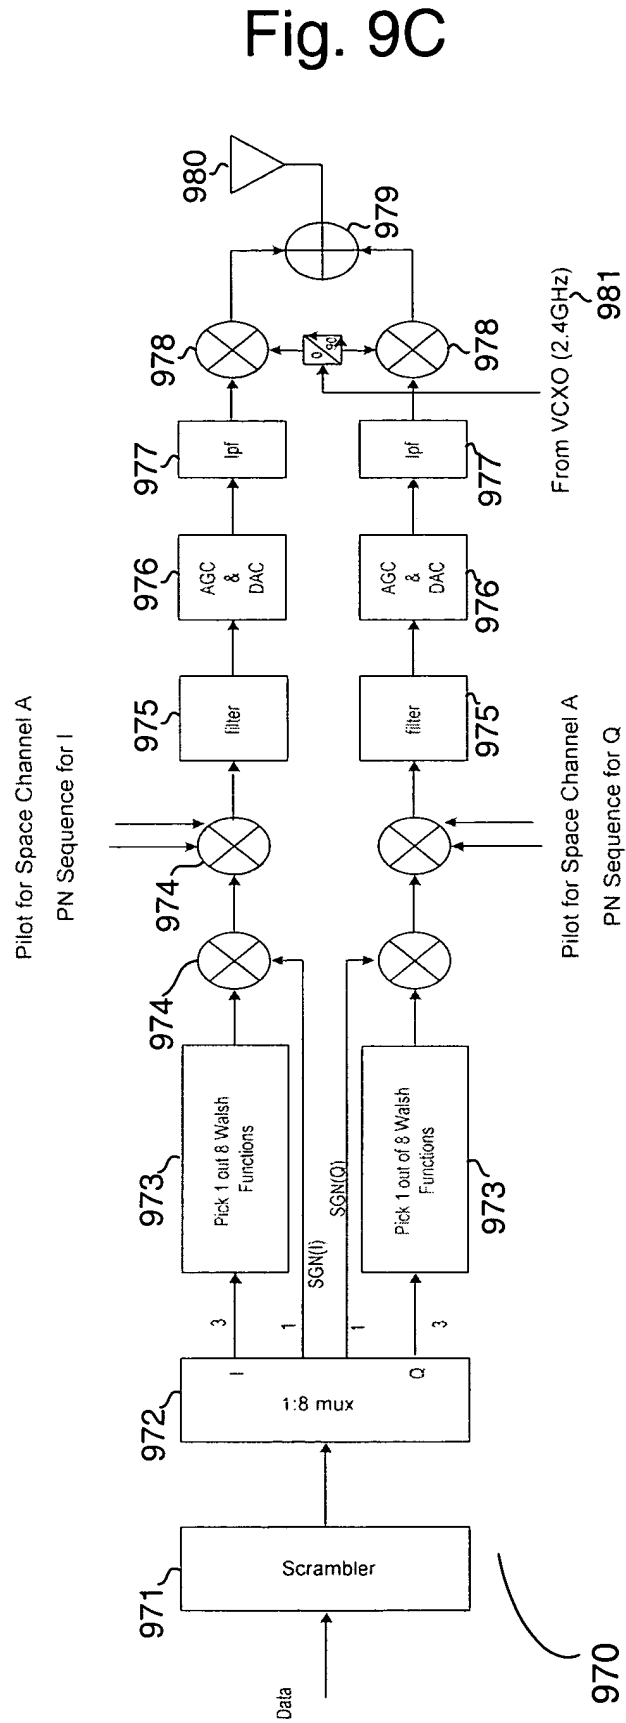 Fig. 9C
980
979
978
978
0
90
From VCXO (2.4GHz)
981
977
lpf
lpf
977
976
AGC
&
DAC
AGC
&
DAC
976
975
filter
filter
975
Pilot for Space Channel A
PN Sequence for I
974
974
Pilot for Space Channel A
PN Sequence for Q
973
Pick 1 out 8 Walsh
Functions
Pick 1 out of 8 Walsh
Functions
973
SGN(I)
SGN(Q)
3
1
1
3
972
I
1:8 mux
Q
971
Scrambler
Data
970